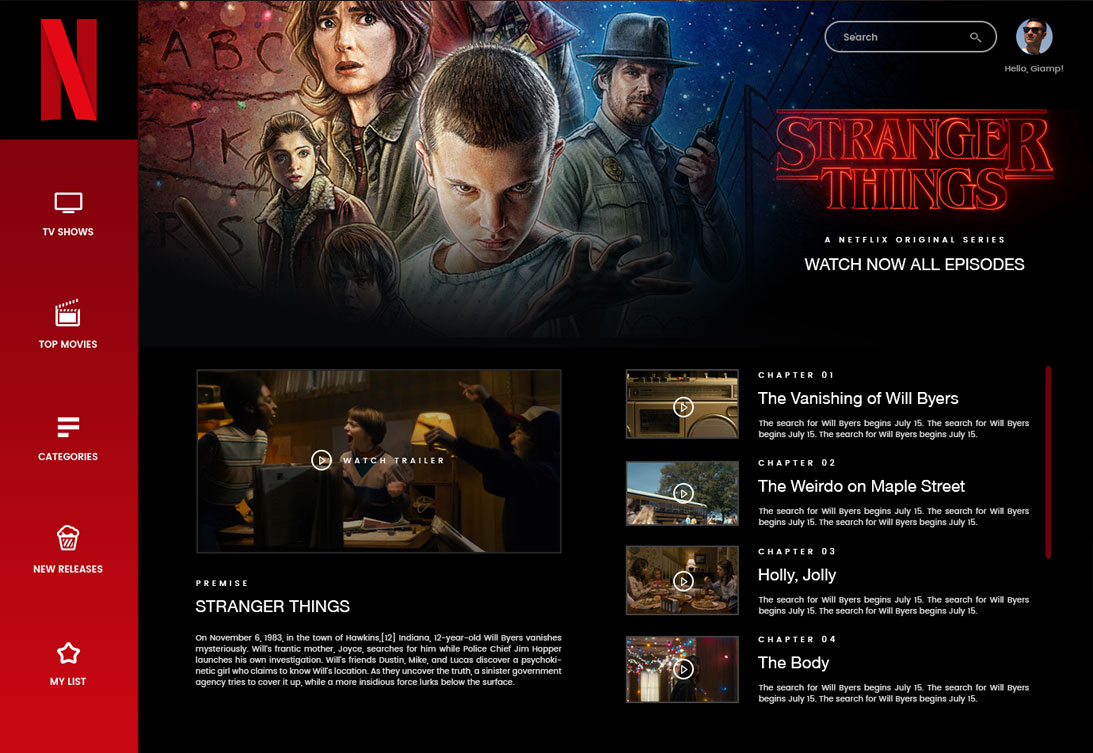 N
Search
Hello, Giamp!
A B C
J K
R S
STRANGER
THINGS
A NETFLIX ORIGINAL SERIES
WATCH NOW ALL EPISODES
TV SHOWS
TOP MOVIES
CATEGORIES
NEW RELEASES
MY LIST
WATCH TRAILER
PREMISE
STRANGER THINGS
On November 6, 1983, in the town of Hawkins,[12] Indiana, 12-year-old Will Byers vanishes
mysteriously. Will's frantic mother, Joyce, searches for him while Police Chief Jim Hopper
launches his own investigation. Will's friends Dustin, Mike, and Lucas discover a psychoki-
netic girl who claims to know Will's location. As they uncover the truth, a sinister government
agency tries to cover it up, while a more insidious force lurks below the surface.
CHAPTER 01
The Vanishing of Will Byers
The search for Will Byers begins July 15. The search for Will Byers
begins July 15. The search for Will Byers begins July 15.
CHAPTER 02
The Weirdo on Maple Street
The search for Will Byers begins July 15. The search for Will Byers
begins July 15. The search for Will Byers begins July 15.
CHAPTER 03
Holly, Jolly
The search for Will Byers begins July 15. The search for Will Byers
begins July 15. The search for Will Byers begins July 15.
CHAPTER 04
The Body
The search for Will Byers begins July 15. The search for Will Byers
begins July 15. The search for Will Byers begins July 15.